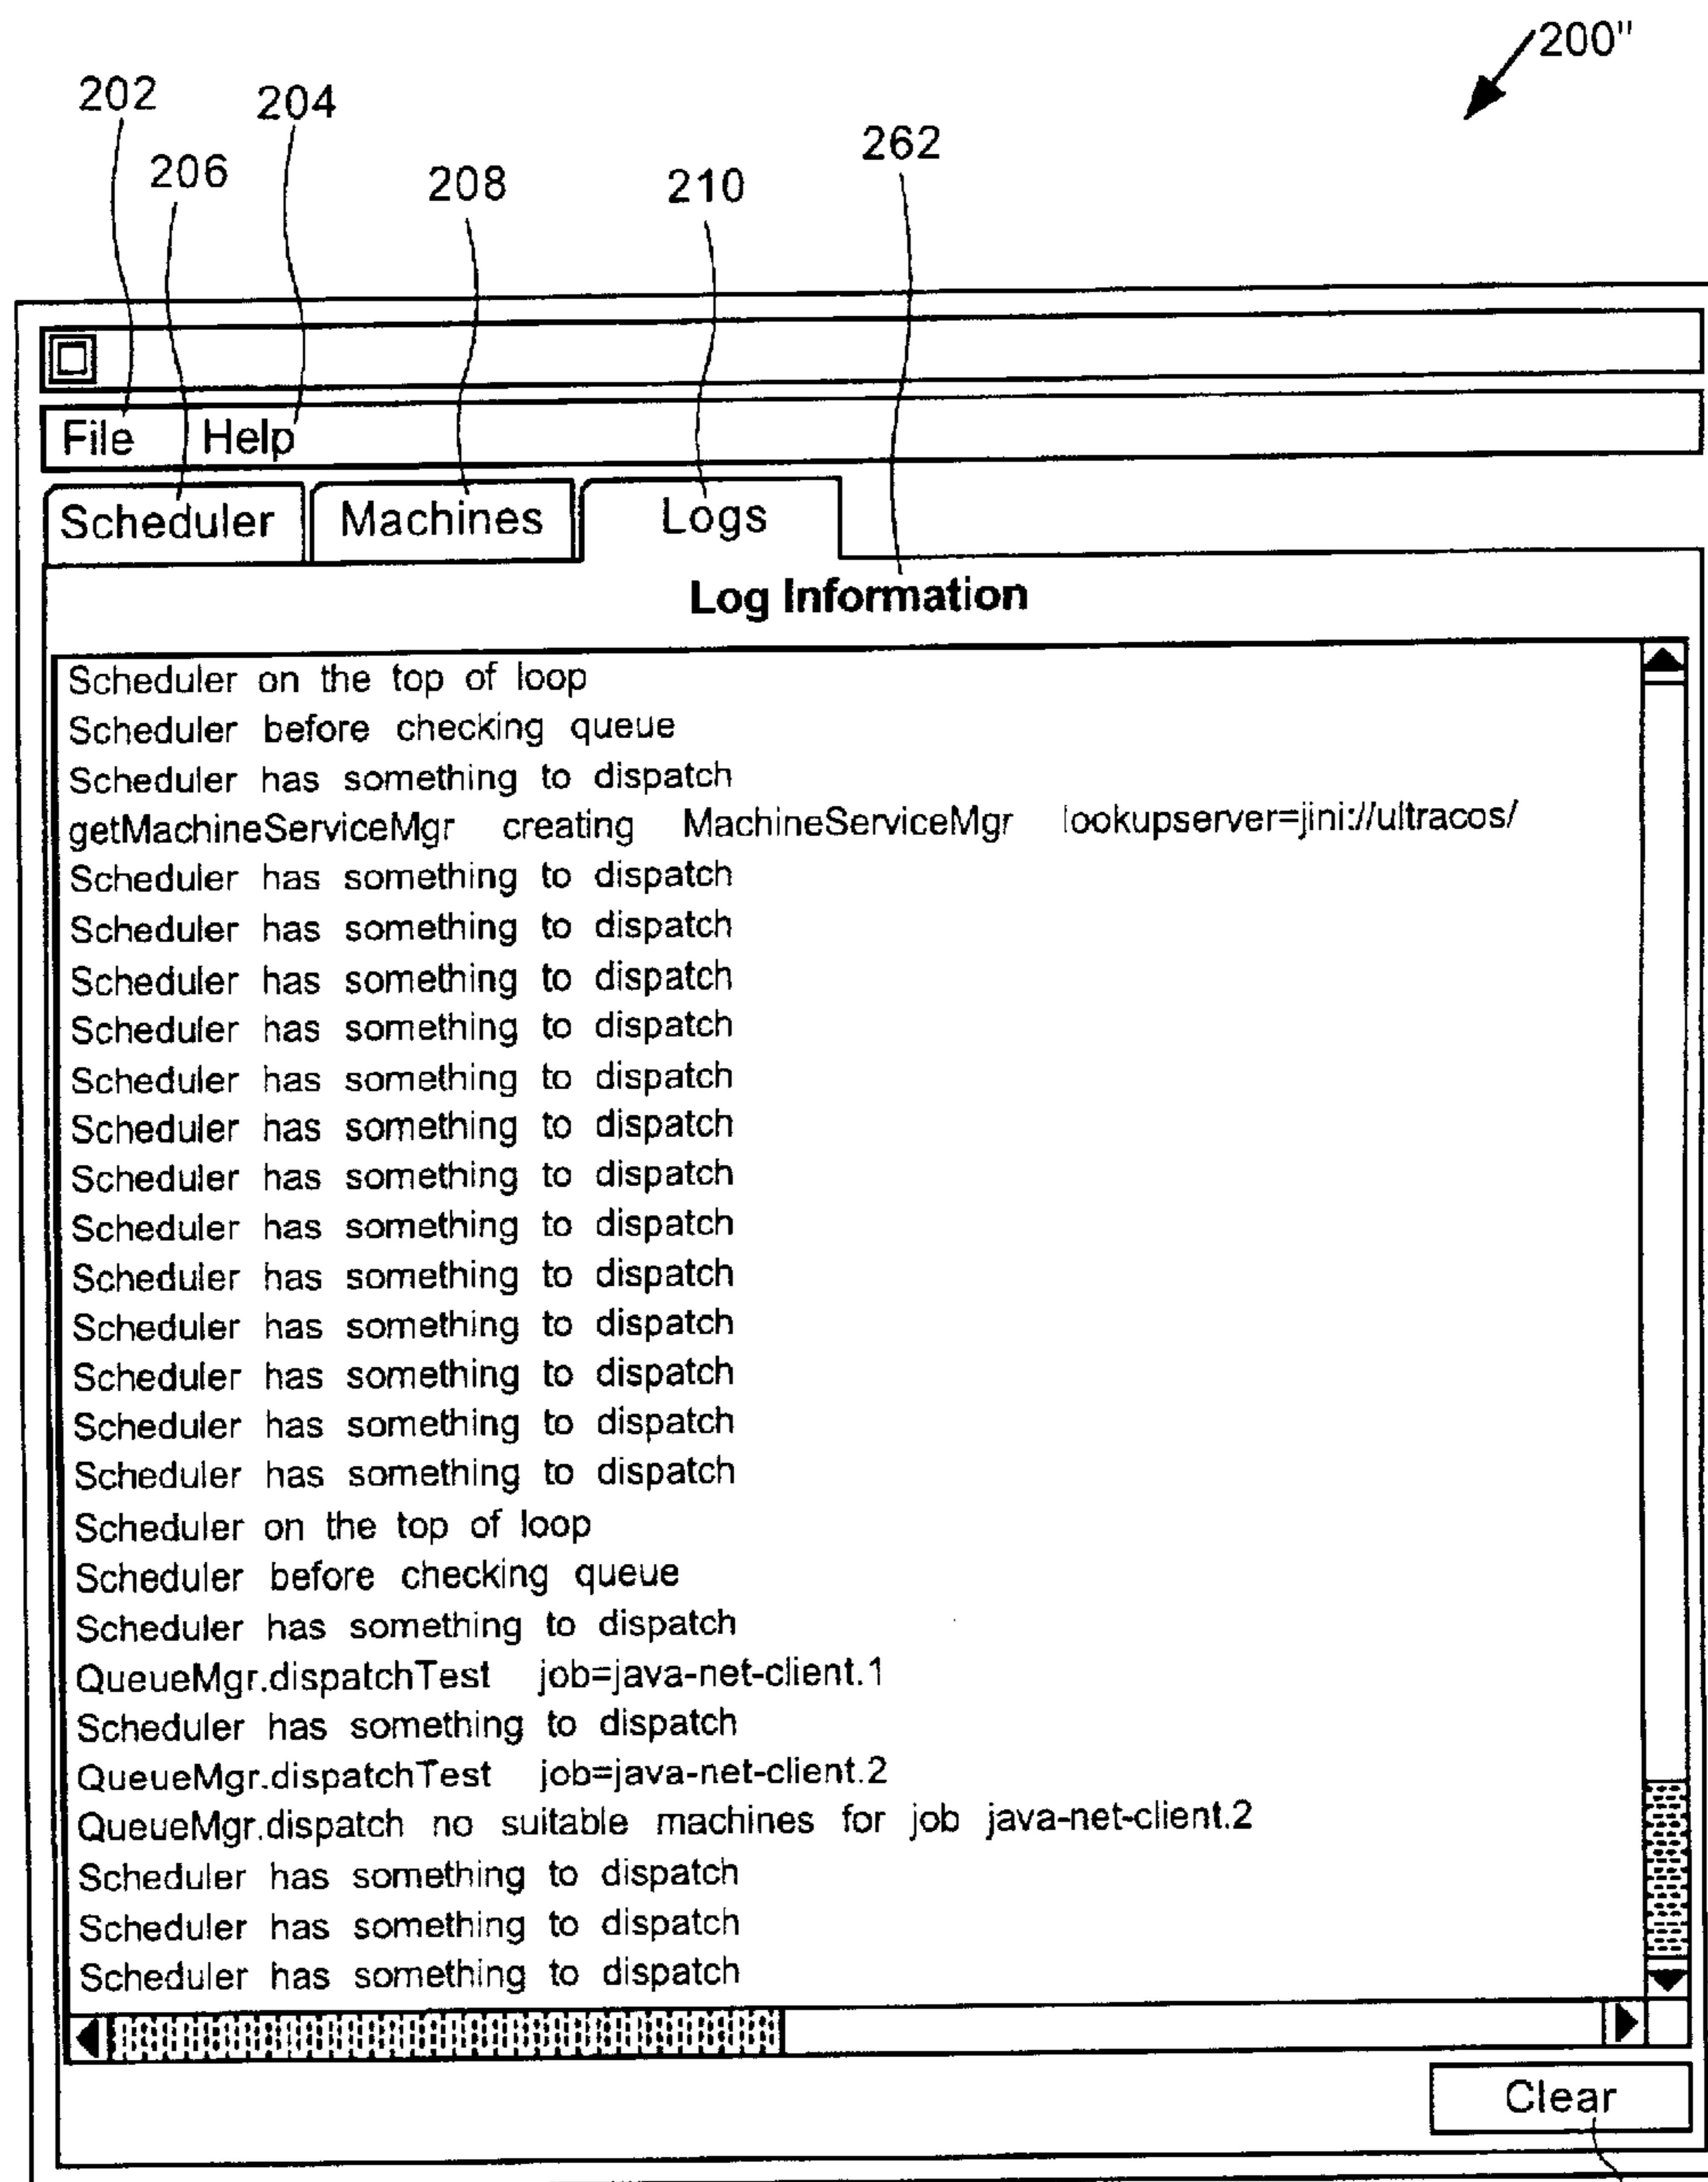 200"
202
204
262
206
208
210
File Help
Scheduler Machines Logs
Log Information
Scheduler on the top of loop
Scheduler before checking queue
Scheduler has something to dispatch
getMachineServiceMgr creating MachineServiceMgr lookupserver=jini://ultracos/
Scheduler has something to dispatch
Scheduler has something to dispatch
Scheduler has something to dispatch
Scheduler has something to dispatch
Scheduler has something to dispatch
Scheduler has something to dispatch
Scheduler has something to dispatch
Scheduler has something to dispatch
Scheduler has something to dispatch
Scheduler has something to dispatch
Scheduler has something to dispatch
Scheduler has something to dispatch
Scheduler has something to dispatch
Scheduler on the top of loop
Scheduler before checking queue
Scheduler has something to dispatch
QueueMgr.dispatchTest job=java-net-client.1
Scheduler has something to dispatch
QueueMgr.dispatchTest job=java-net-client.2
QueueMgr.dispatch no suitable machines for job java-net-client.2
Scheduler has something to dispatch
Scheduler has something to dispatch
Scheduler has something to dispatch
Clear